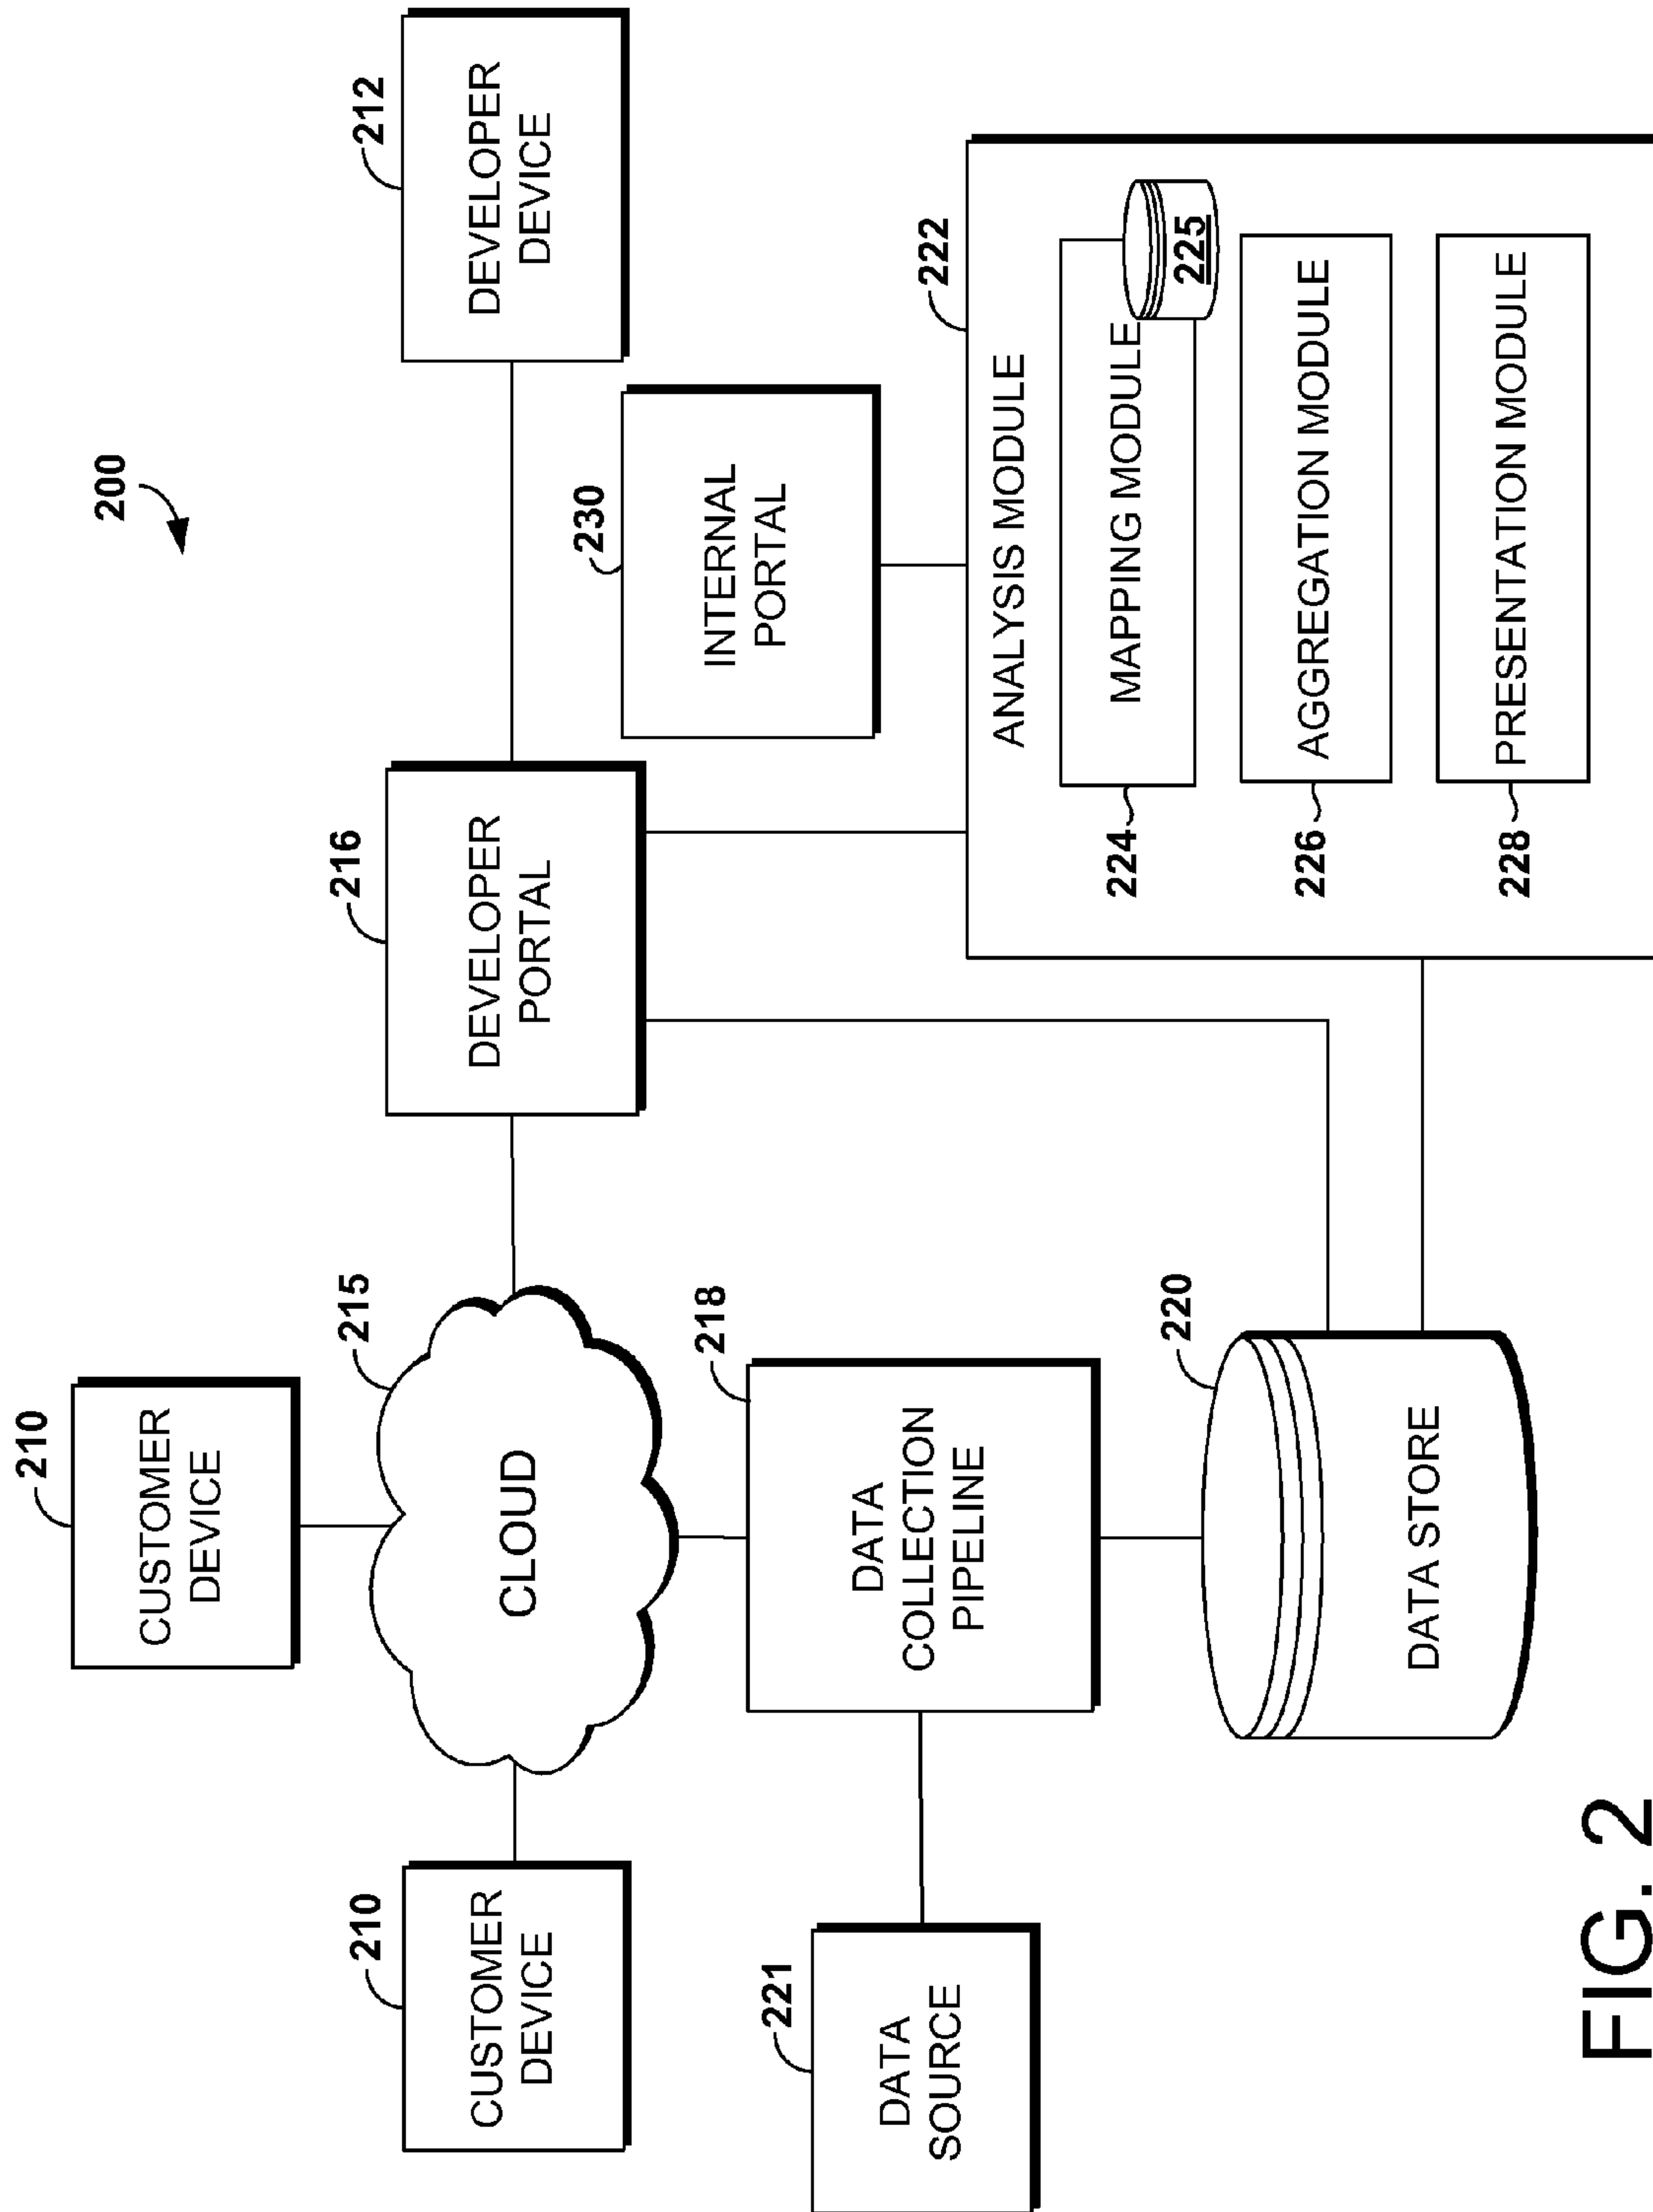 200
210
CUSTOMER
DEVICE
212
DEVELOPER
DEVICE
210
CUSTOMER
DEVICE
215
CLOUD
216
DEVELOPER
PORTAL
230
INTERNAL
PORTAL
221
DATA
SOURCE
218
DATA
COLLECTION
PIPELINE
222
ANALYSIS MODULE
224
MAPPING MODULE
225
226
AGGREGATION MODULE
228
PRESENTATION MODULE
220
DATA STORE
FIG. 2